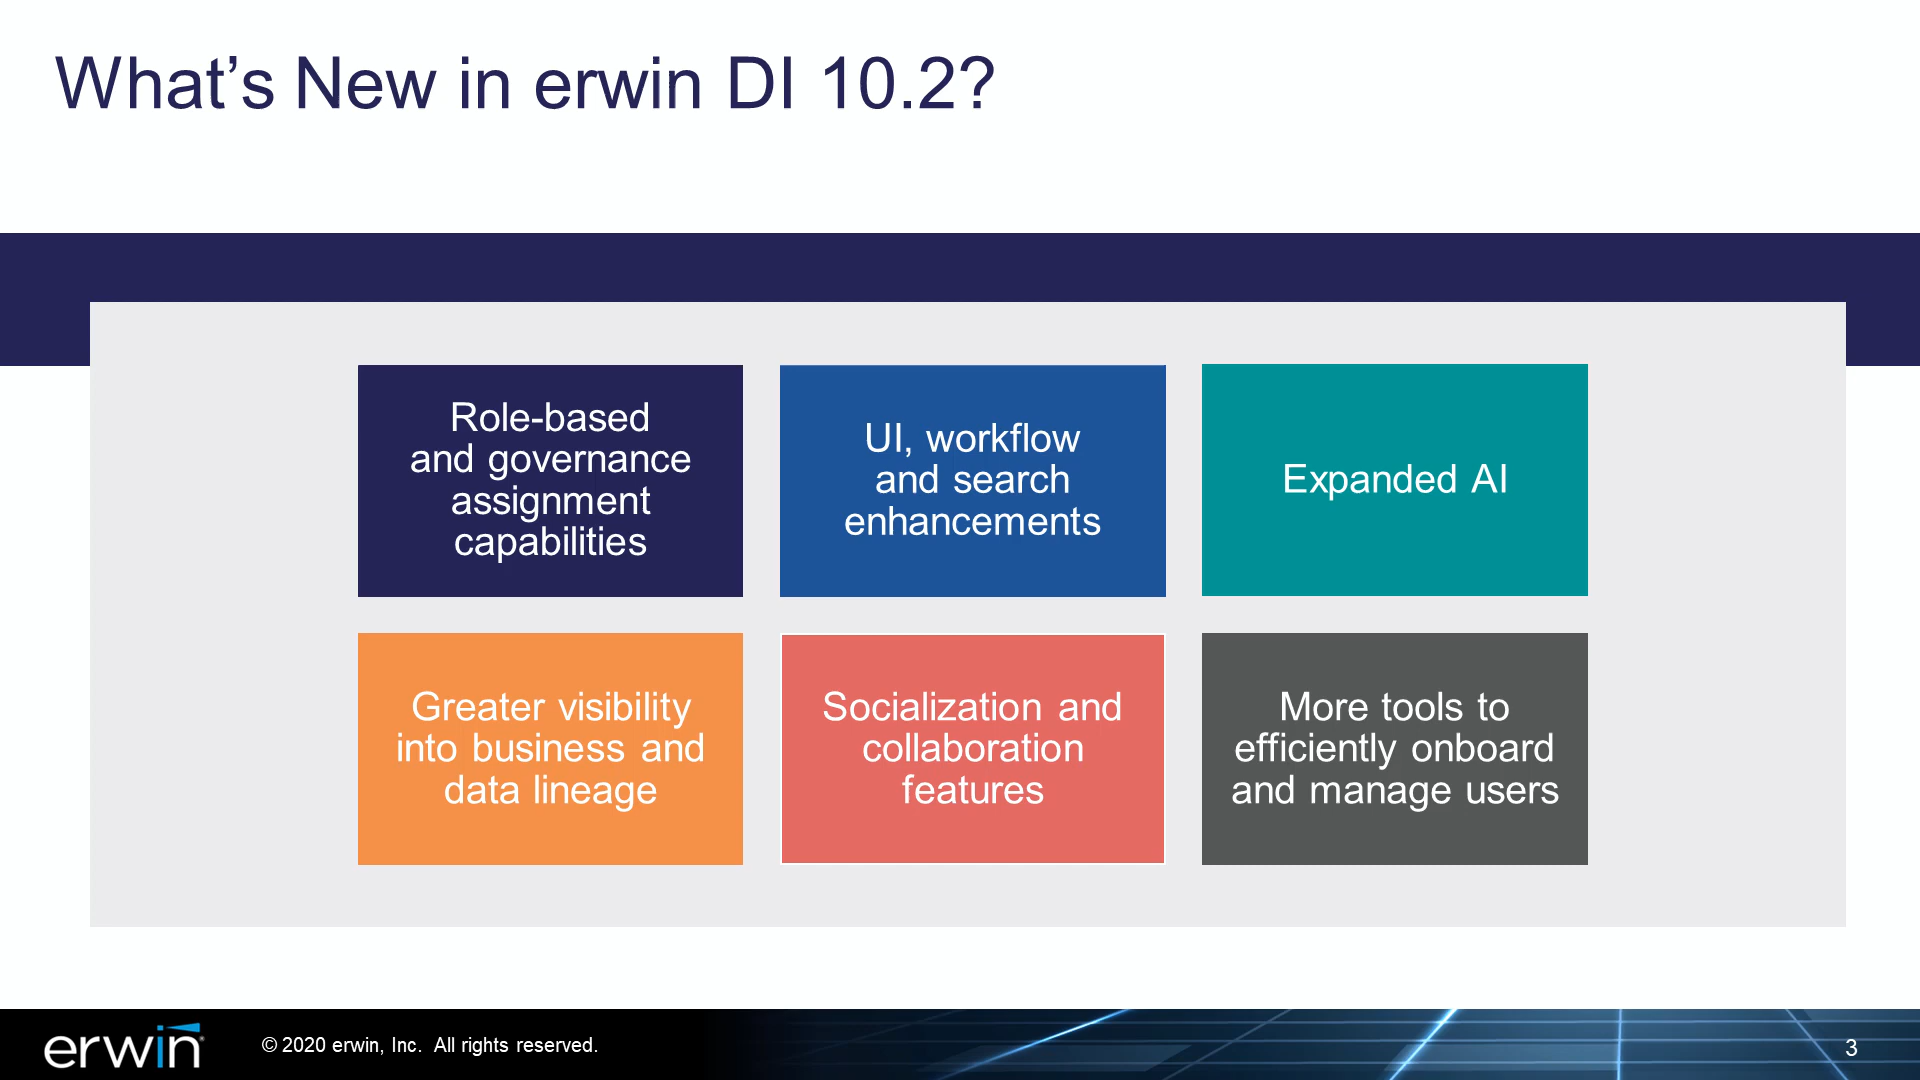 What’s New in erwin DI 10.2?
Role-based
and governance
assignment
capabilities
UI, workflow
and search
enhancements
Expanded AI
Greater visibility
into business and
data lineage
Socialization and
collaboration
features
More tools to
efficiently onboard
and manage users
erwin
© 2020 erwin, Inc.  All rights reserved.
3